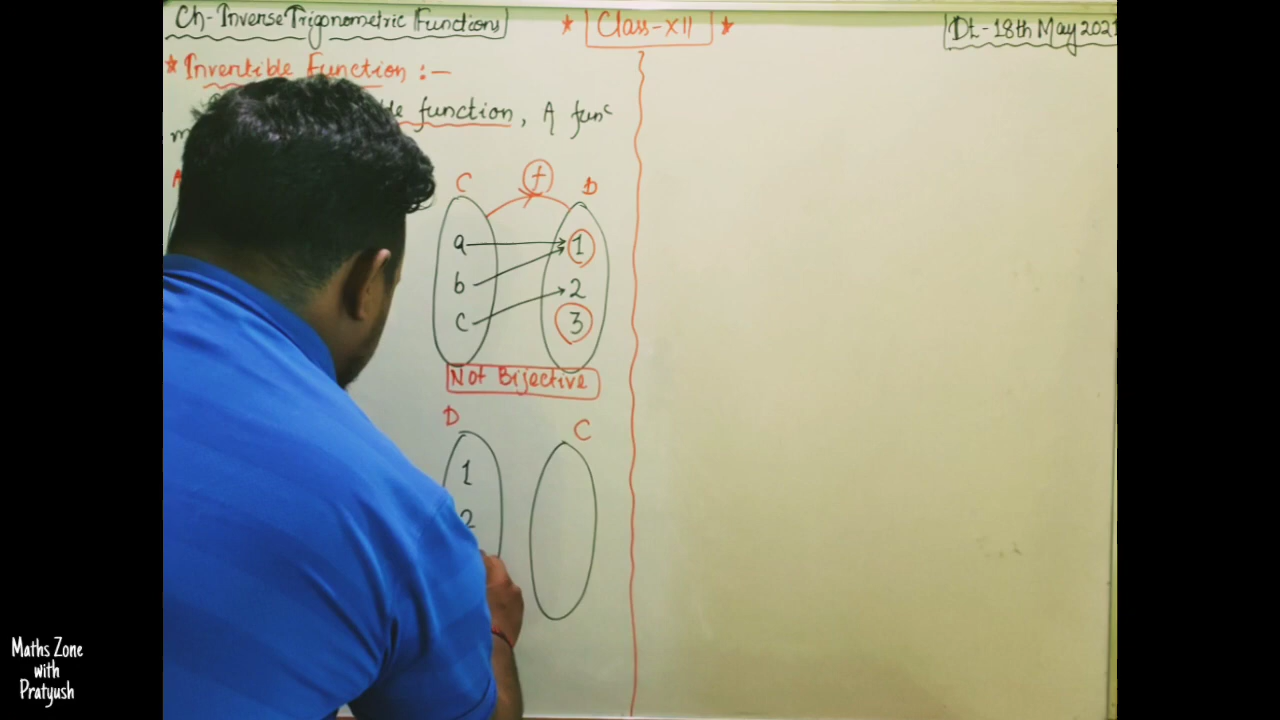 Ch-Inverse Trigonometric Functions
* Class-XII *
Dt-18th May 2021
* Invertible Function :-
function, A func
C
f
D
a
1
b
2
c
3
Not Bijective
D
C
1
2
Maths Zone
with
Pratyush